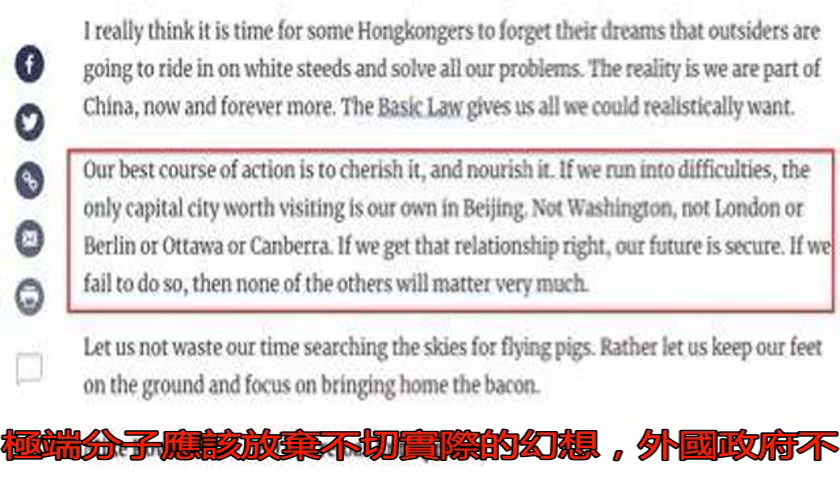 I really think it is time for some Hongkongers to forget their dreams that outsiders are
going to ride in on white steeds and solve all our problems. The reality is we are part of
China, now and forever more. The Basic Law gives us all we could realistically want.
Our best course of action is to cherish it, and nourish it. If we run into difficulties, the
only capital city worth visiting is our own in Beijing. Not Washington, not London or
Berlin or Ottawa or Canberra. If we get that relationship right, our future is secure. If we
fail to do so, then none of the others will matter very much.
Let us not waste our time searching the skies for flying pigs. Rather let us keep our feet
on the ground and focus on bringing home the bacon.
極端分子應該放棄不切實際的幻想，外國政府不